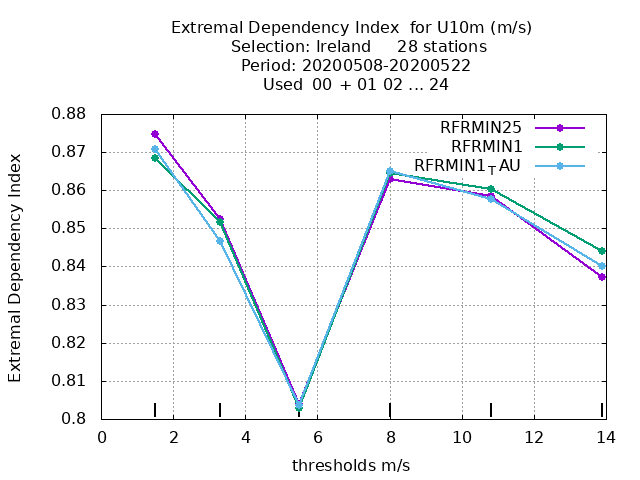 Extremal Dependency Index  for U10m (m/s)
Selection: Ireland     28 stations
Period: 20200508-20200522
Used  00 + 01 02 ... 24
RFRMIN25
RFRMIN1
RFRMIN1TAU
0.88
0.87
0.86
0.85
0.84
0.83
0.82
0.81
0.8
Extremal Dependency Index
0 2 4 6 8 10 12 14
thresholds m/s